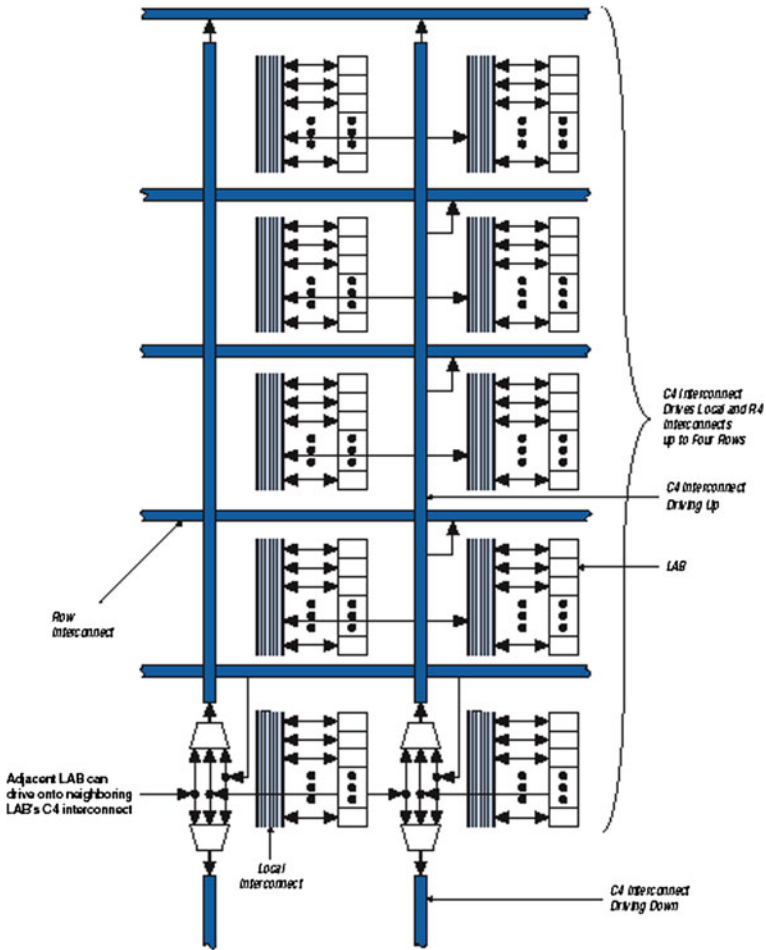 C4 Interconnect
Drives Local and R4
Interconnects
up to Four Rows
C4 Interconnect
Driving Up
LAB
Row
Interconnect
Adjacent LAB can
drive onto neighboring
LAB's C4 interconnect
Local
Interconnect
C4 Interconnect
Driving Down